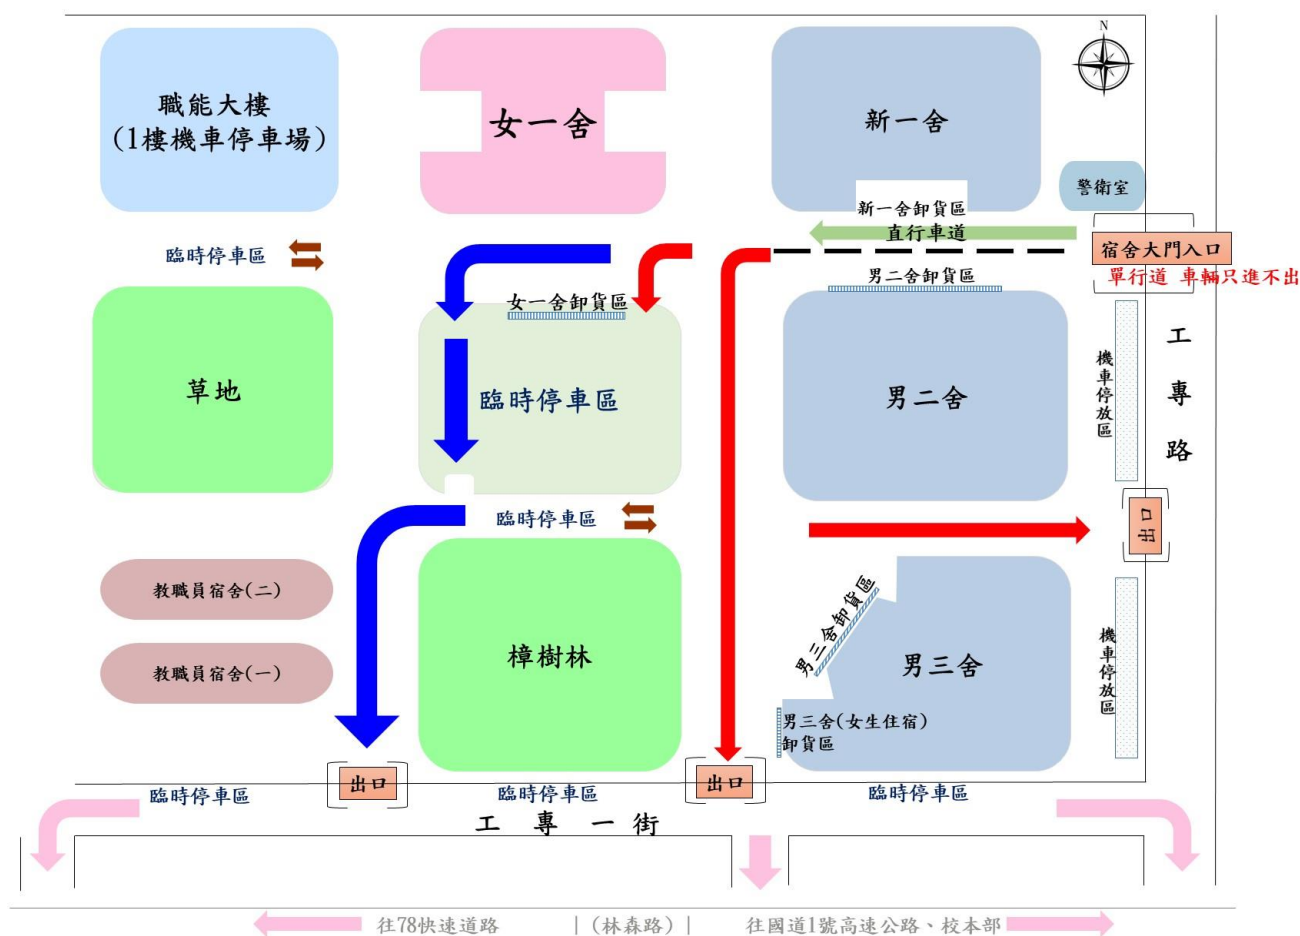 N
職能大樓
(1樓機車停車場)
女一舍
新一舍
警衛室
新一舍卸貨區
直行車道
宿舍大門入口
單行道 車輛只進不出
臨時停車區
男二舍卸貨區
女一舍卸貨區
草地
臨時停車區
男二舍
機車停放區
工專路
臨時停車區
出口
教職員宿舍(二)
教職員宿舍(一)
樟樹林
男三舍卸貨區
男三舍
機車停放區
男三舍(女生住宿)
卸貨區
出口
出口
臨時停車區
臨時停車區
臨時停車區
工專一街
往78快速道路
|(林森路)|
往國道1號高速公路、校本部